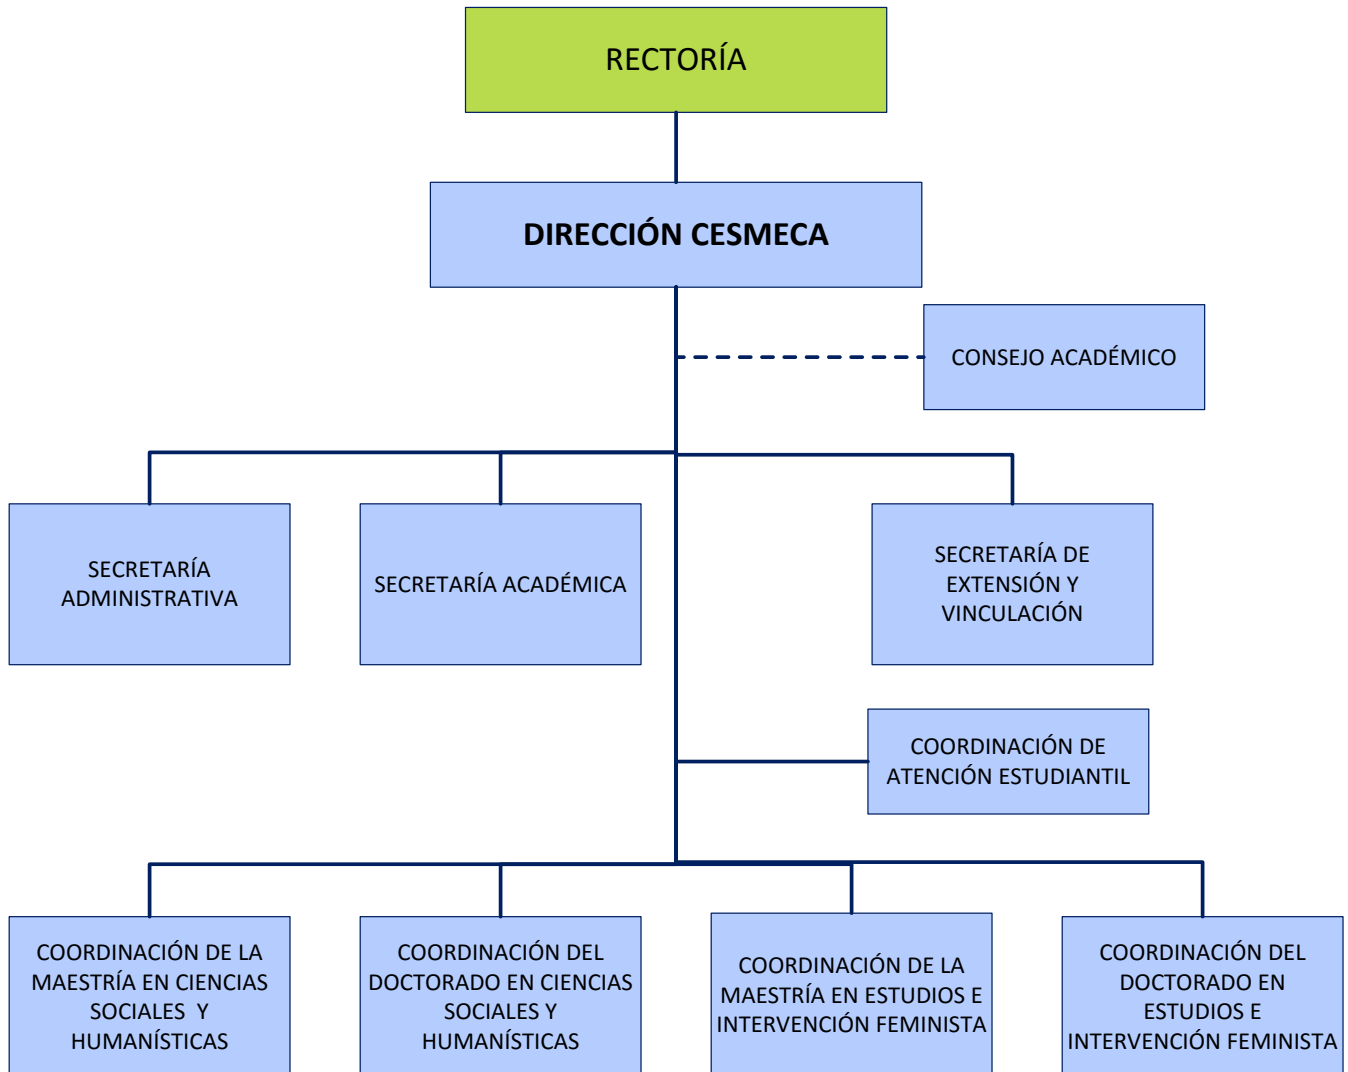 RECTORÍA
DIRECCIÓN CESMECA
CONSEJO ACADÉMICO
SECRETARÍA
ADMINISTRATIVA
SECRETARÍA ACADÉMICA
SECRETARÍA DE
EXTENSIÓN Y
VINCULACIÓN
COORDINACIÓN DE
ATENCIÓN ESTUDIANTIL
COORDINACIÓN DE LA
MAESTRÍA EN CIENCIAS
SOCIALES Y
HUMANÍSTICAS
COORDINACIÓN DEL
DOCTORADO EN CIENCIAS
SOCIALES Y
HUMANÍSTICAS
COORDINACIÓN DE LA
MAESTRÍA EN ESTUDIOS E
INTERVENCIÓN FEMINISTA
COORDINACIÓN DEL
DOCTORADO EN
ESTUDIOS E
INTERVENCIÓN FEMINISTA